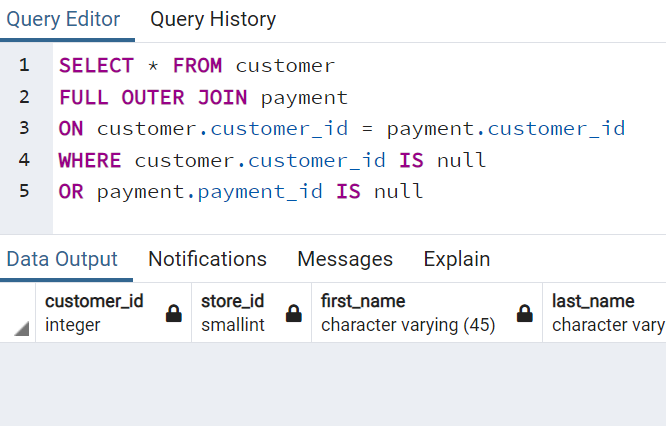 Query Editor Query History
1 SELECT * FROM customer
2 FULL OUTER JOIN payment
3 ON customer.customer_id = payment.customer_id
4 WHERE customer.customer_id IS null
5 OR payment.payment_id IS null
Data Output Notifications Messages Explain
customer_id store_id first_name last_name
integer smallint character varying (45) character vary